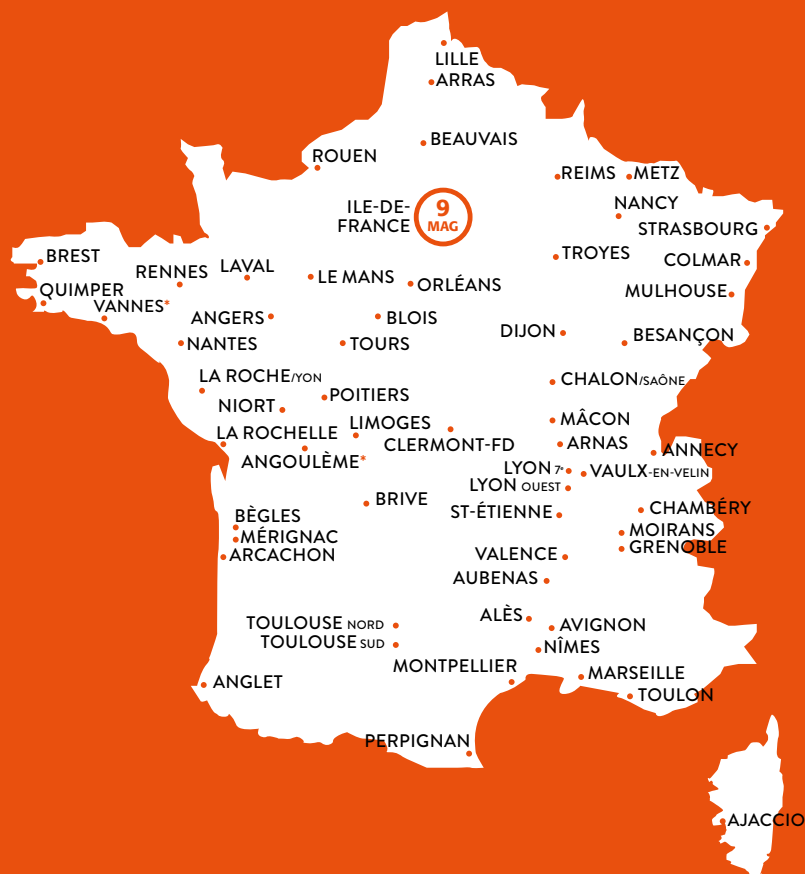 LILLE
ARRAS
BEAUVAIS
ROUEN
REIMS
METZ
ILE-DE-
FRANCE
9
MAG
NANCY
STRASBOURG
BREST
RENNES
LAVAL
LE MANS
ORLÉANS
TROYES
COLMAR
QUIMPER
VANNES*
MULHOUSE
ANGERS
BLOIS
DIJON
BESANÇON
NANTES
TOURS
LA ROCHE/YON
POITIERS
CHALON/SAÔNE
NIORT
LIMOGES
MÂCON
LA ROCHELLE
CLERMONT-FD
ARNAS
ANNECY
ANGOULÈME*
LYON 7e
VAULX-EN-VELIN
LYON OUEST
BRIVE
ST-ÉTIENNE
CHAMBÉRY
BÈGLES
MÉRIGNAC
MOIRANS
ARCACHON
VALENCE
GRENOBLE
AUBENAS
TOULOUSE NORD
ALÈS
AVIGNON
TOULOUSE SUD
NÎMES
MONTPELLIER
MARSEILLE
ANGLET
TOULON
PERPIGNAN
AJACCIO